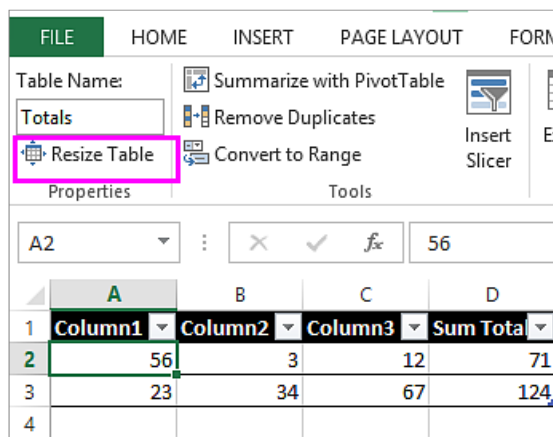 FILE HOME INSERT PAGE LAYOUT
Table Name:
Totals
Resize Table
Properties
Summarize with PivotTable
Remove Duplicates
Convert to Range
Tools
Insert
Slicer
A2 fx 56
A B C D
1 Column1 Column2 Column3 Sum Total
2 56 3 12 71
3 23 34 67 124
4